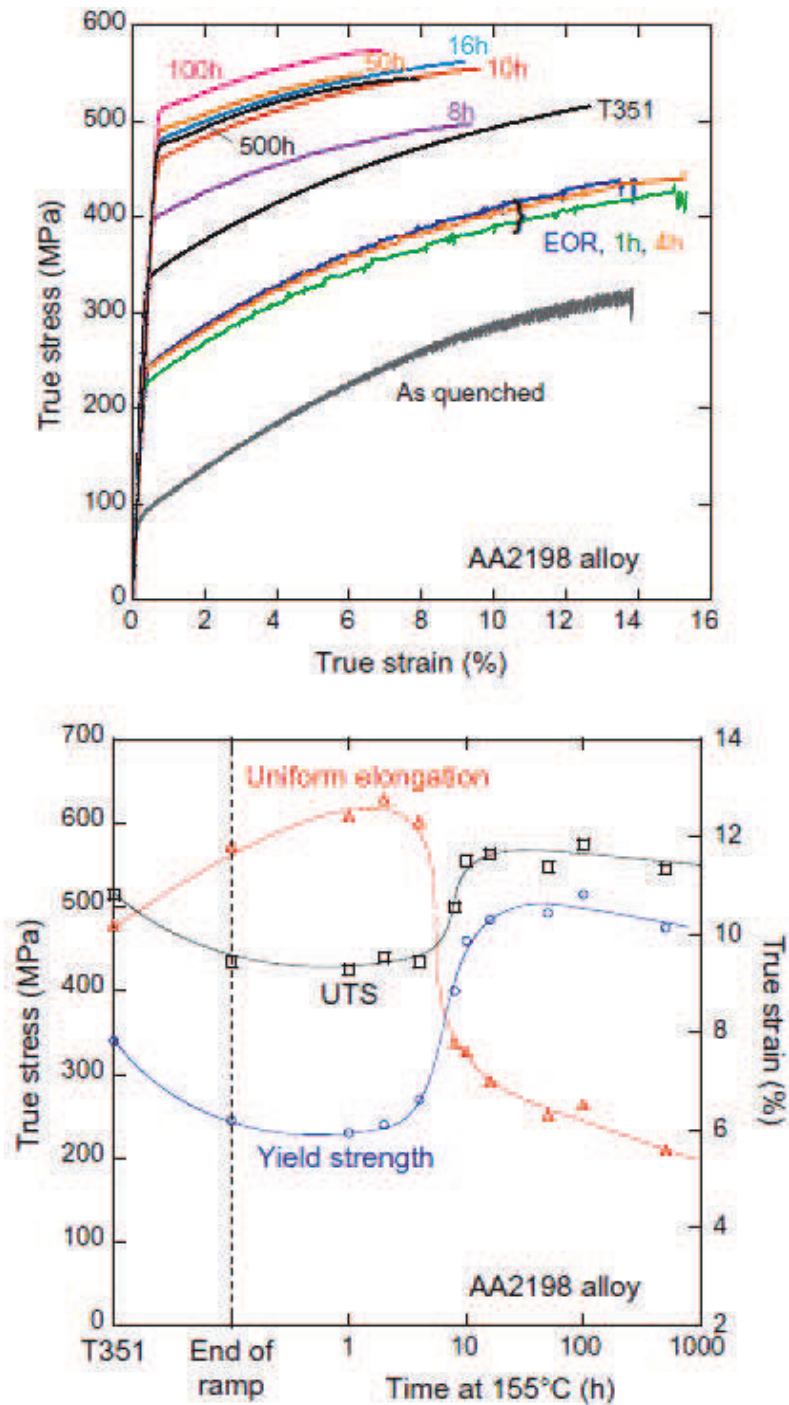 600
500
400
300
200
100
0
True stress (MPa)
100h
50h
16h
10h
500h
8h
T351
EOR, 1h, 4h
As quenched
AA2198 alloy
0 2 4 6 8 10 12 14 16
True strain (%)
700
600
500
400
300
200
100
0
True stress (MPa)
Uniform elongation
UTS
Yield strength
AA2198 alloy
14
12
10
8
6
4
2
True strain (%)
T351 End of ramp 1 10 100 1000
Time at 155°C (h)